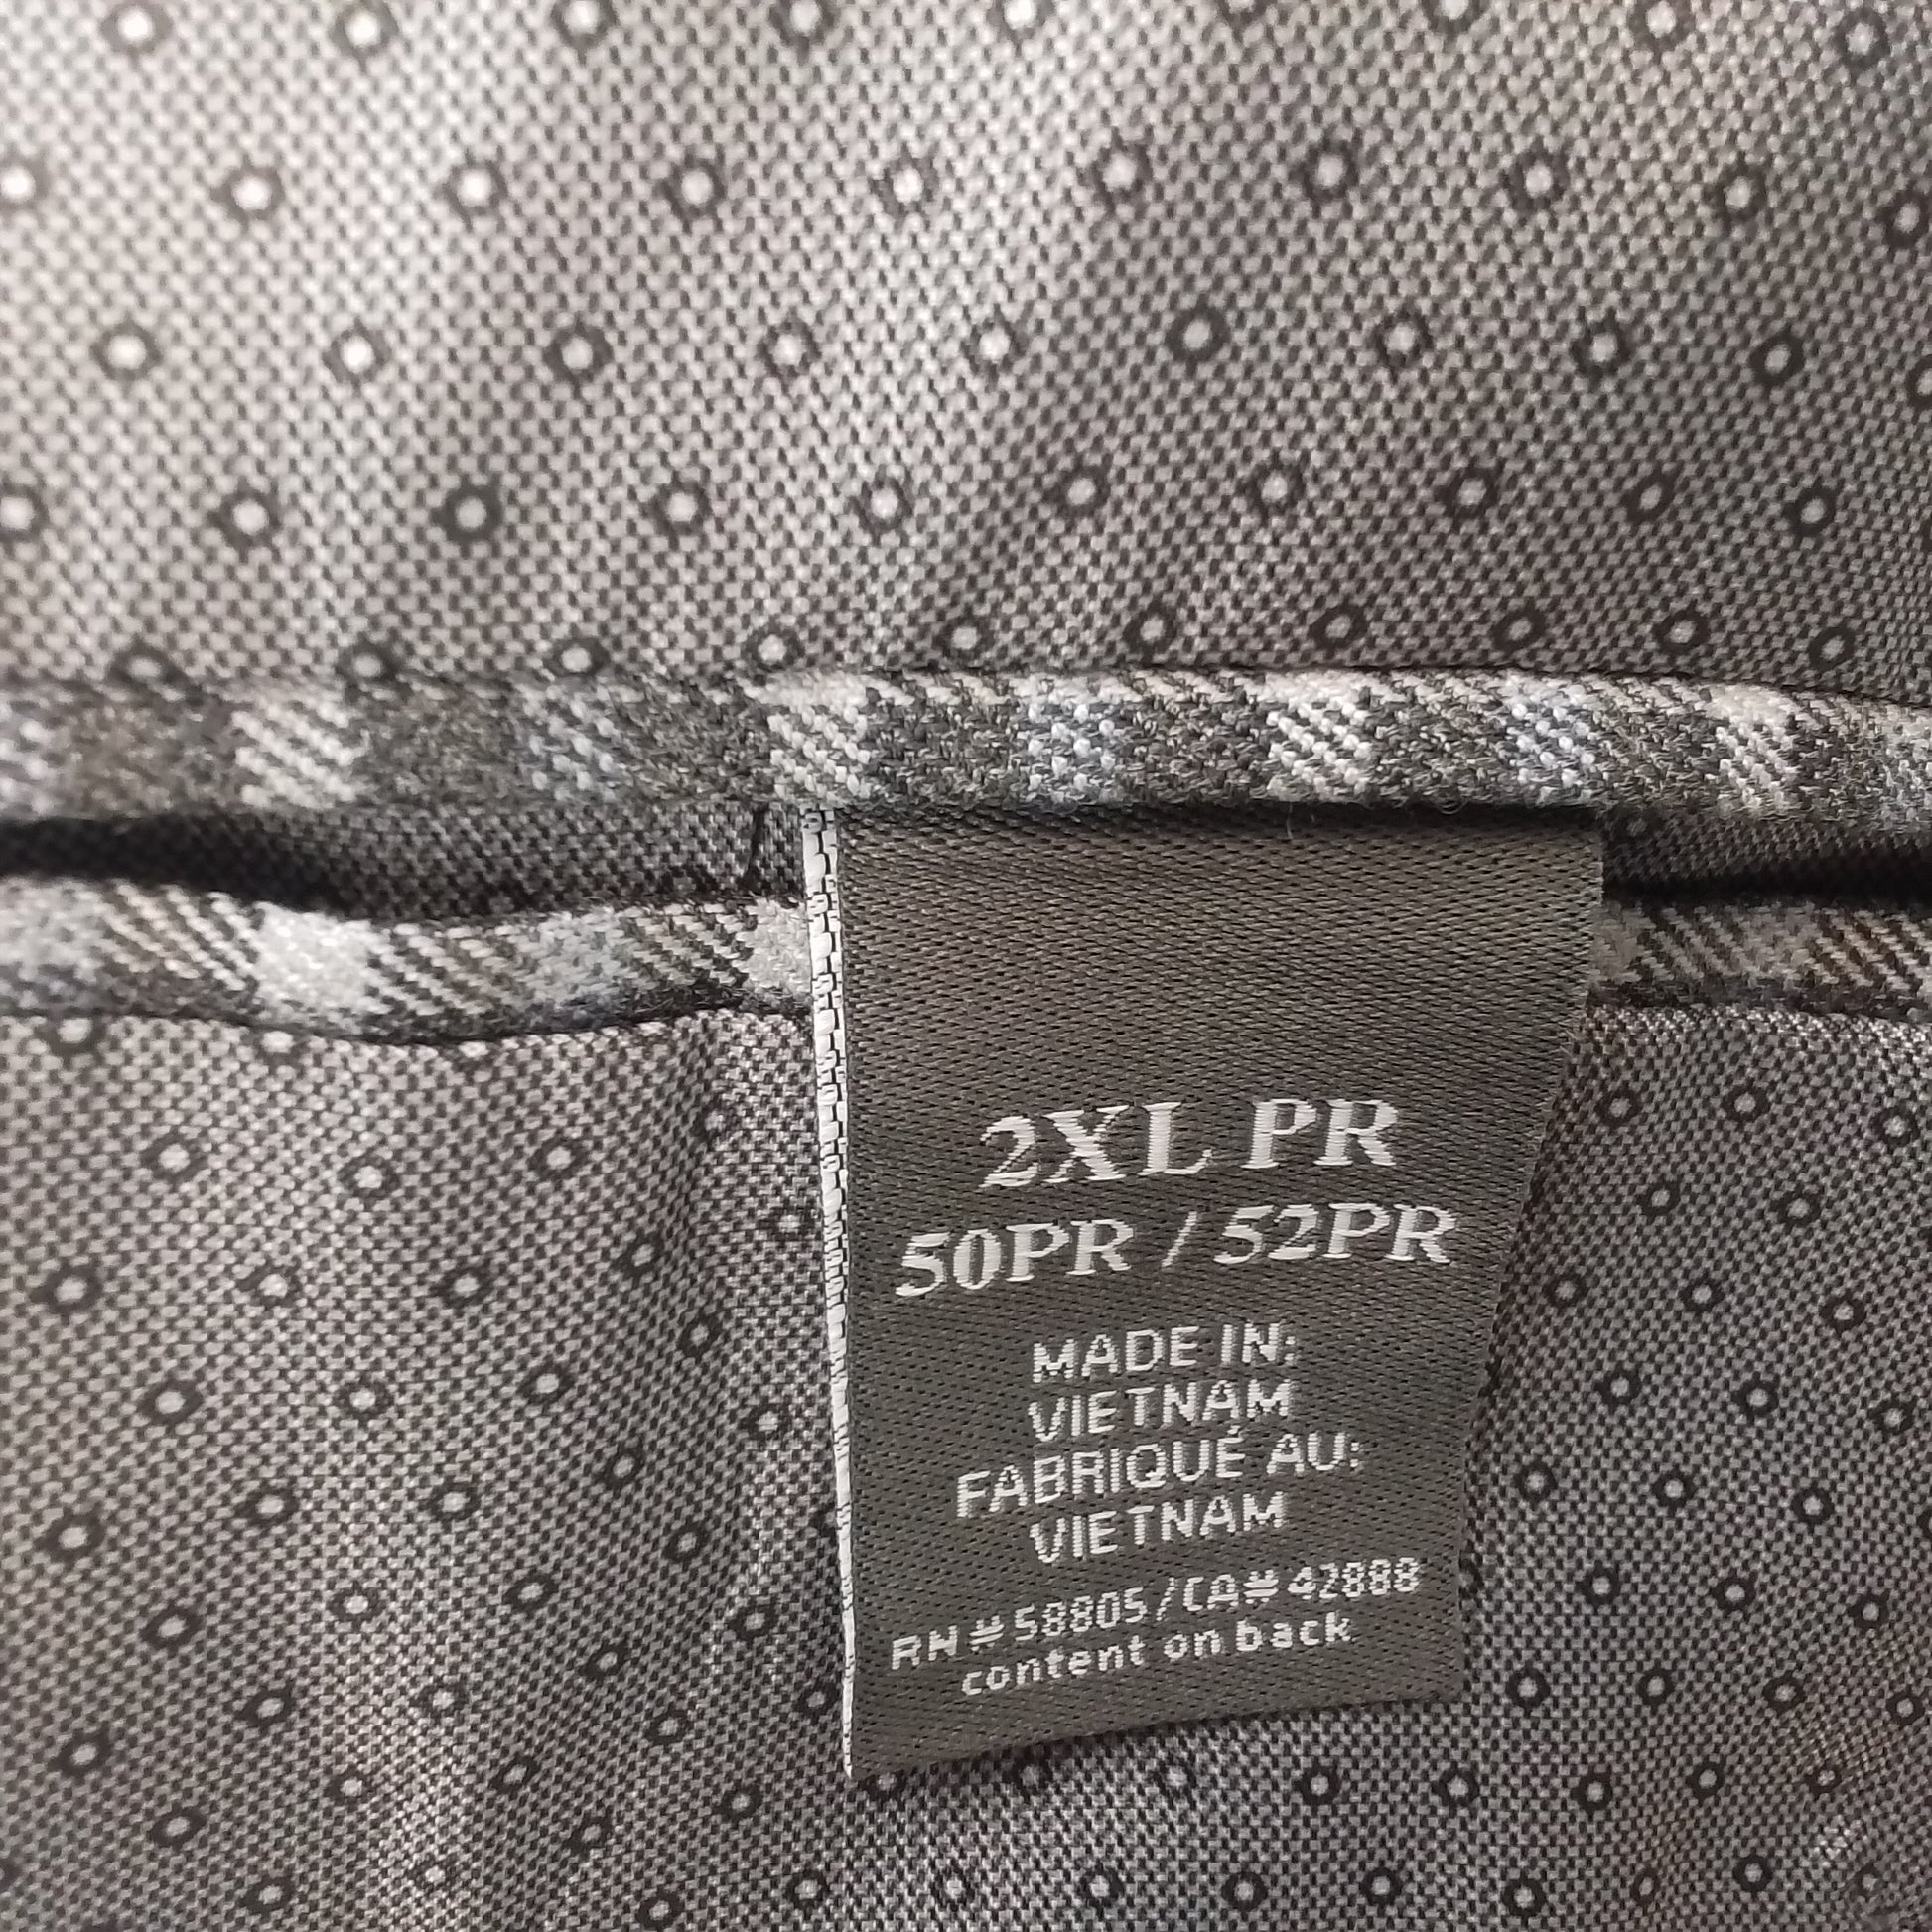 2XL PR
50PR / 52PR
MADE IN:
VIETNAM
FABRIQUÉ AU:
VIETNAM
RN#58805/CA#42888
content on back